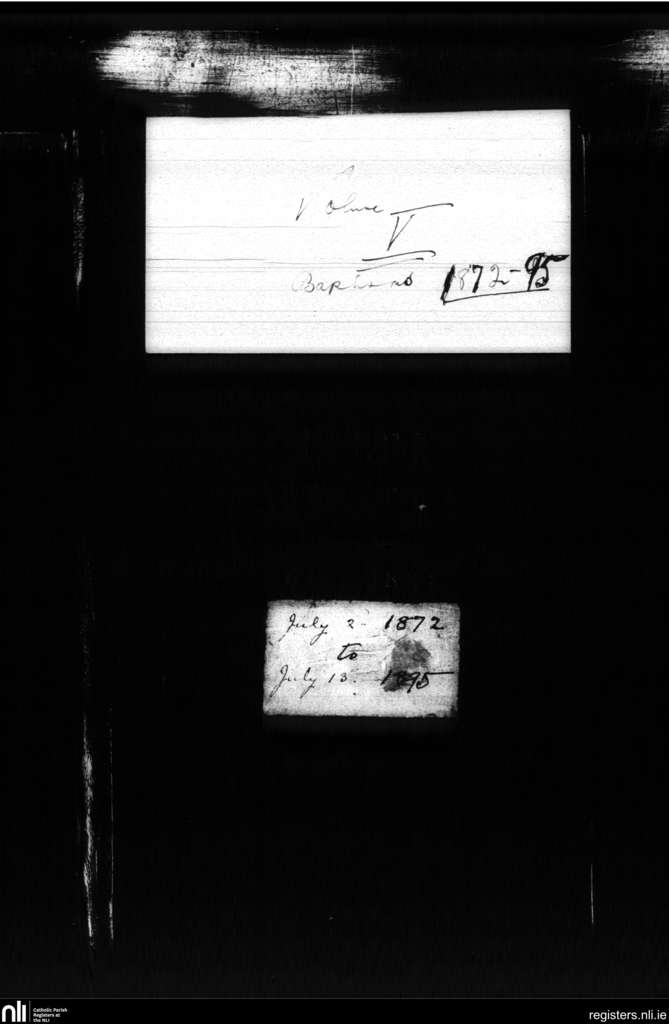 Volume
V
Baptisms 1872-95
July 2. 1872
to
July 13. 1895
nli
Catholic Parish
Registers at
the NLI
registers.nli.ie